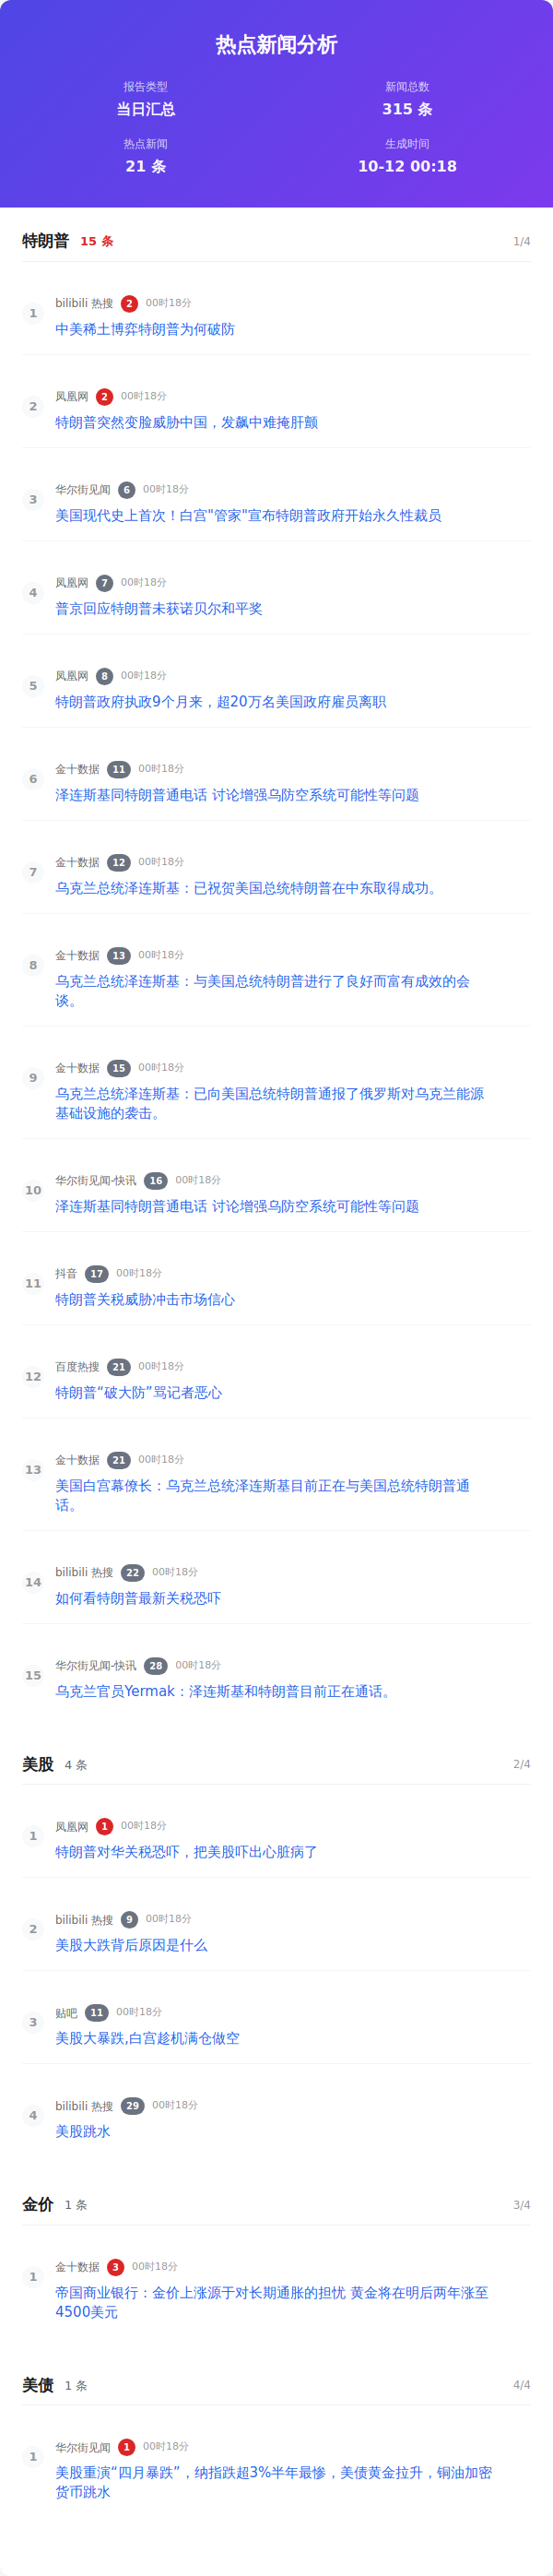 热点新闻分析
报告类型
新闻总数
当日汇总
315 条
热点新闻
生成时间
21 条
10-12 00:18
特朗普 15 条 1/4
1
bilibili 热搜 2 00时18分
中美稀土博弈特朗普为何破防
2
凤凰网 2 00时18分
特朗普突然变脸威胁中国，发飙中难掩肝颤
3
华尔街见闻 6 00时18分
美国现代史上首次！白宫"管家"宣布特朗普政府开始永久性裁员
4
凤凰网 7 00时18分
普京回应特朗普未获诺贝尔和平奖
5
凤凰网 8 00时18分
特朗普政府执政9个月来，超20万名美国政府雇员离职
6
金十数据 11 00时18分
泽连斯基同特朗普通电话 讨论增强乌防空系统可能性等问题
7
金十数据 12 00时18分
乌克兰总统泽连斯基：已祝贺美国总统特朗普在中东取得成功。
8
金十数据 13 00时18分
乌克兰总统泽连斯基：与美国总统特朗普进行了良好而富有成效的会
谈。
9
金十数据 15 00时18分
乌克兰总统泽连斯基：已向美国总统特朗普通报了俄罗斯对乌克兰能源
基础设施的袭击。
10
华尔街见闻-快讯 16 00时18分
泽连斯基同特朗普通电话 讨论增强乌防空系统可能性等问题
11
抖音 17 00时18分
特朗普关税威胁冲击市场信心
12
百度热搜 21 00时18分
特朗普“破大防”骂记者恶心
13
金十数据 21 00时18分
美国白宫幕僚长：乌克兰总统泽连斯基目前正在与美国总统特朗普通
话。
14
bilibili 热搜 22 00时18分
如何看特朗普最新关税恐吓
15
华尔街见闻-快讯 28 00时18分
乌克兰官员Yermak：泽连斯基和特朗普目前正在通话。
美股 4 条 2/4
1
凤凰网 1 00时18分
特朗普对华关税恐吓，把美股吓出心脏病了
2
bilibili 热搜 9 00时18分
美股大跌背后原因是什么
3
贴吧 11 00时18分
美股大暴跌,白宫趁机满仓做空
4
bilibili 热搜 29 00时18分
美股跳水
金价 1 条 3/4
1
金十数据 3 00时18分
帝国商业银行：金价上涨源于对长期通胀的担忧 黄金将在明后两年涨至
4500美元
美债 1 条 4/4
1
华尔街见闻 1 00时18分
美股重演“四月暴跌”，纳指跌超3%半年最惨，美债黄金拉升，铜油加密
货币跳水